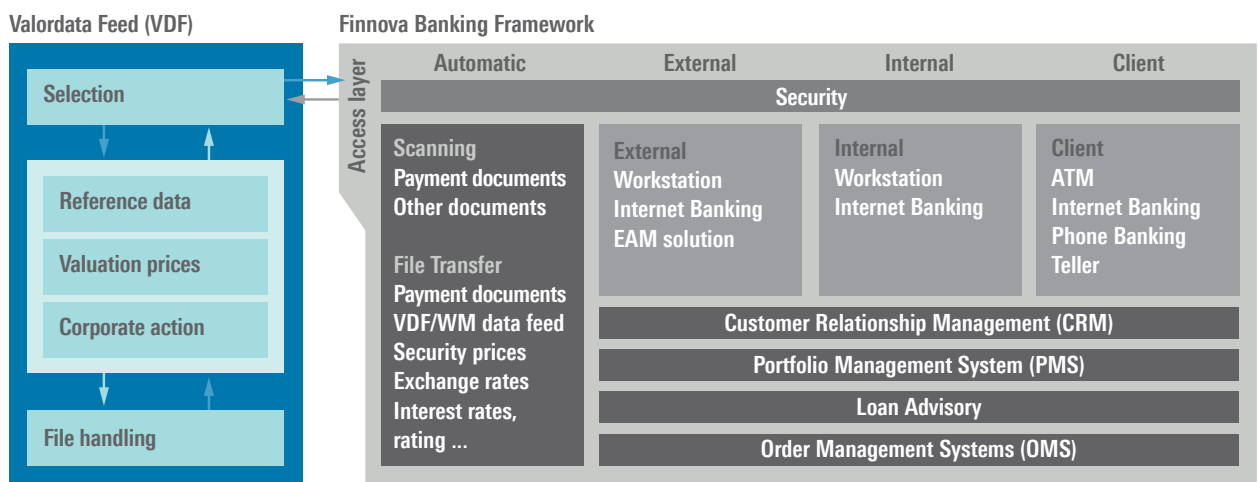 Valordata Feed (VDF)
Selection
Reference data
Valuation prices
Corporate action
File handling
Finnova Banking Framework
Access layer
Automatic
External
Internal
Client
Security
Scanning
Payment documents
Other documents
File Transfer
Payment documents
VDF/WM data feed
Security prices
Exchange rates
Interest rates,
rating ...
External
Workstation
Internet Banking
EAM solution
Internal
Workstation
Internet Banking
Client
ATM
Internet Banking
Phone Banking
Teller
Customer Relationship Management (CRM)
Portfolio Management System (PMS)
Loan Advisory
Order Management Systems (OMS)